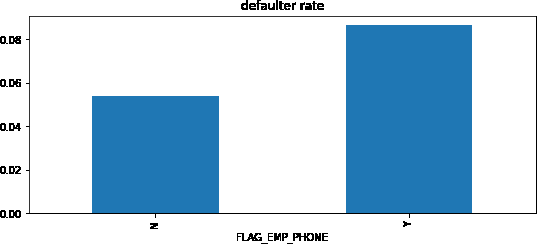 defaulter rate
0.08
0.06
0.04
0.02
0.00
N
Y
FLAG_EMP_PHONE